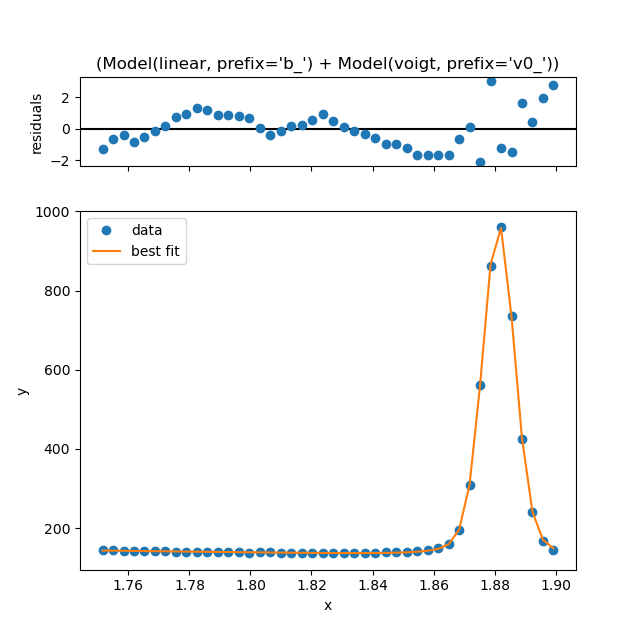 (Model(linear, prefix='b_') + Model(voigt, prefix='v0_'))
residuals
2
0
−2
1000
800
600
400
200
y
data
best fit
1.76 1.78 1.80 1.82 1.84 1.86 1.88 1.90
x